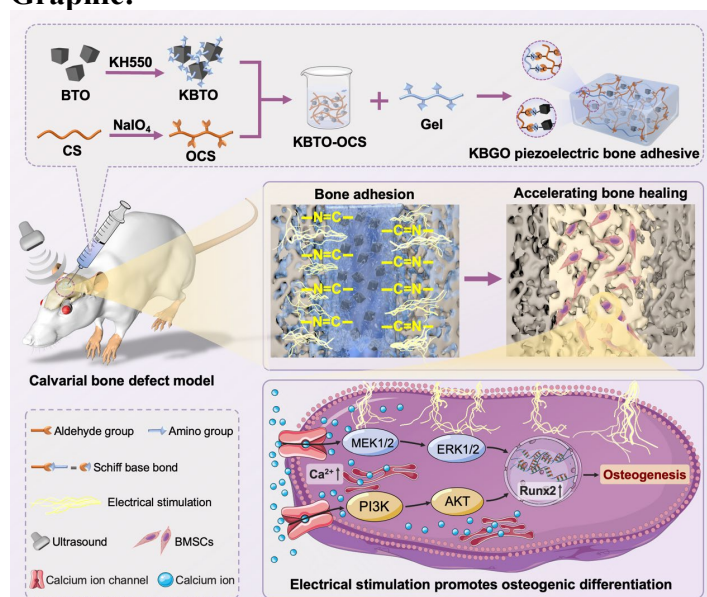 Graphic:
KH550
BTO
KBTO
NaIO₄
CS
OCS
KBTO-OCS
Gel
KBGO piezoelectric bone adhesive
Bone adhesion
Accelerating bone healing
–N=C–
–N=C–
–N=C–
–N=C–
–C=N–
–C=N–
–C=N–
–C=N–
Calvarial bone defect model
Aldehyde group
Amino group
= Schiff base bond
Electrical stimulation
Ultrasound
BMSCs
Calcium ion channel
Calcium ion
MEK1/2
ERK1/2
Ca²⁺↑
Runx2↑
Osteogenesis
PI3K
AKT
Electrical stimulation promotes osteogenic differentiation